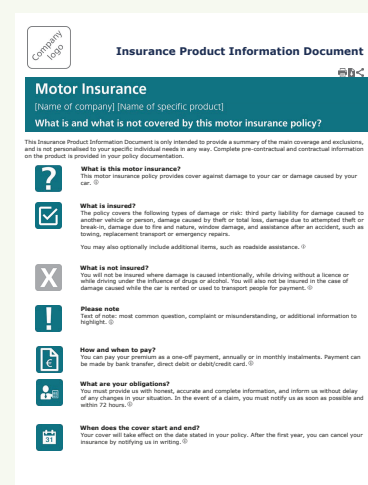 Company
logo
Insurance Product Information Document
Motor Insurance
[Name of company] [Name of specific product]
What is and what is not covered by this motor insurance policy?
This Insurance Product Information Document is only intended to provide a summary of the main coverage and exclusions,
and is not personalised to your specific individual needs in any way. Complete pre-contractual and contractual information
on the product is provided in your policy documentation.
?
What is this motor insurance?
This motor insurance policy provides cover against damage to your car or damage caused by your
car.
What is insured?
The policy covers the following types of damage or risk: third party liability for damage caused to
another vehicle or person, damage caused by theft or total loss, damage due to attempted theft or
break-in, damage due to fire and nature, window damage, and assistance after an accident, such as
towing, replacement transport or emergency repairs.
You may also optionally include additional items, such as roadside assistance.
X
What is not insured?
You will not be insured where damage is caused intentionally, while driving without a licence or
while driving under the influence of drugs or alcohol. You will also not be insured in the case of
damage caused while the car is rented or used to transport people for payment.
!
Please note
Text of note: most common question, complaint or misunderstanding, or additional information to
highlight.
€
How and when to pay?
You can pay your premium as a one-off payment, annually or in monthly instalments. Payment can
be made by bank transfer, direct debit or debit/credit card.
What are your obligations?
You must provide us with honest, accurate and complete information, and inform us without delay
of any changes in your situation. In the event of a claim, you must notify us as soon as possible and
within 72 hours.
31
When does the cover start and end?
Your cover will take effect on the date stated in your policy. After the first year, you can cancel your
insurance by notifying us in writing.